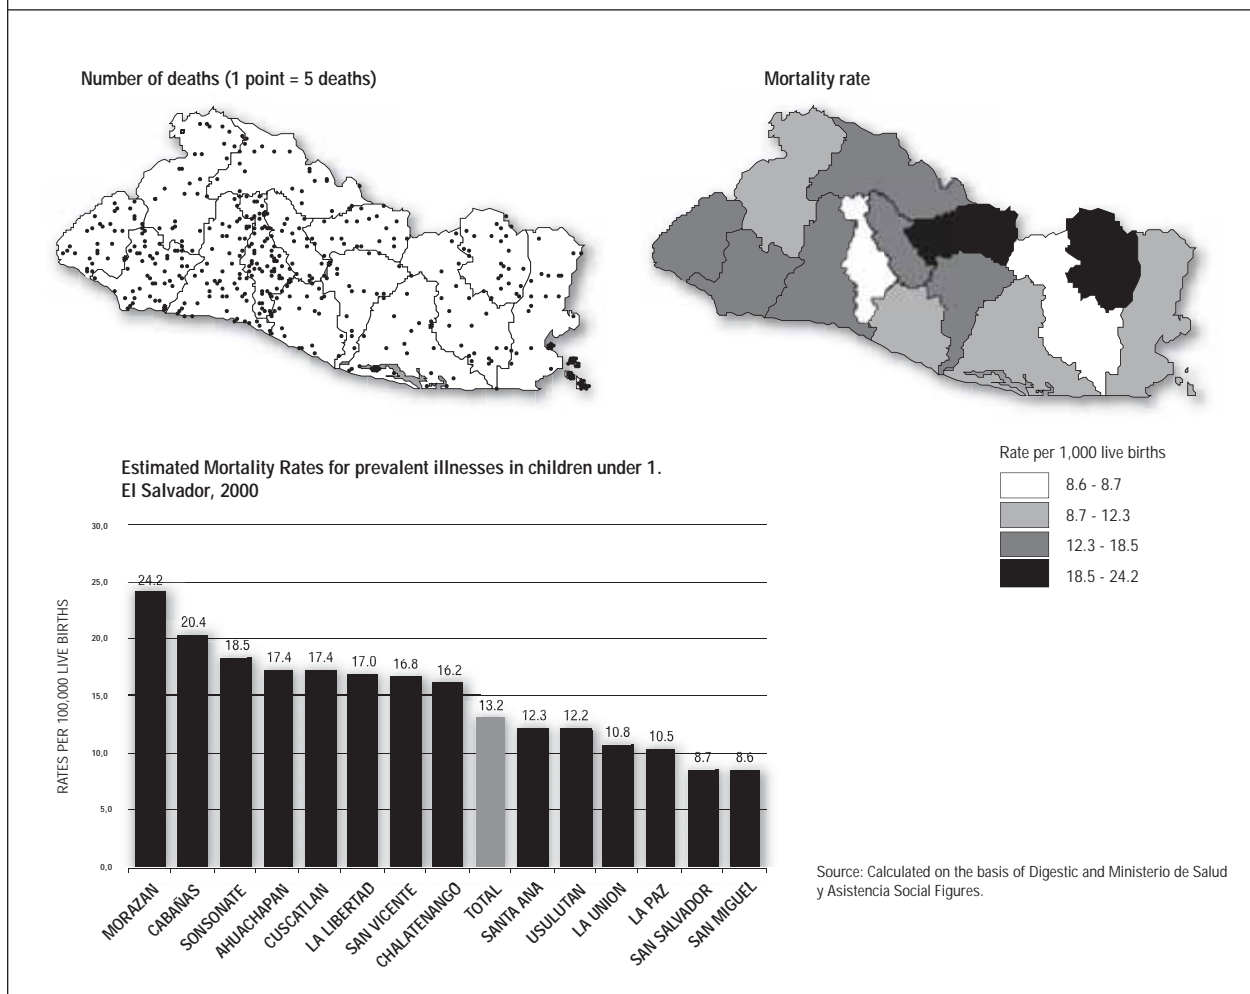 Number of deaths (1 point = 5 deaths)
Mortality rate
Rate per 1,000 live births
8.6 - 8.7
8.7 - 12.3
12.3 - 18.5
18.5 - 24.2
Estimated Mortality Rates for prevalent illnesses in children under 1.
El Salvador, 2000
RATES PER 100,000 LIVE BIRTHS
30,0
25,0
20,0
15,0
10,0
5,0
0,0
24.2
20.4
18.5
17.4
17.4
17.0
16.8
16.2
13.2
12.3
12.2
10.8
10.5
8.7
8.6
MORAZAN
CABAÑAS
SONSONATE
AHUACHAPAN
CUSCATLAN
LA LIBERTAD
SAN VICENTE
CHALATENANGO
TOTAL
SANTA ANA
USULUTAN
LA UNION
LA PAZ
SAN SALVADOR
SAN MIGUEL
Source: Calculated on the basis of Digestic and Ministerio de Salud
y Asistencia Social Figures.